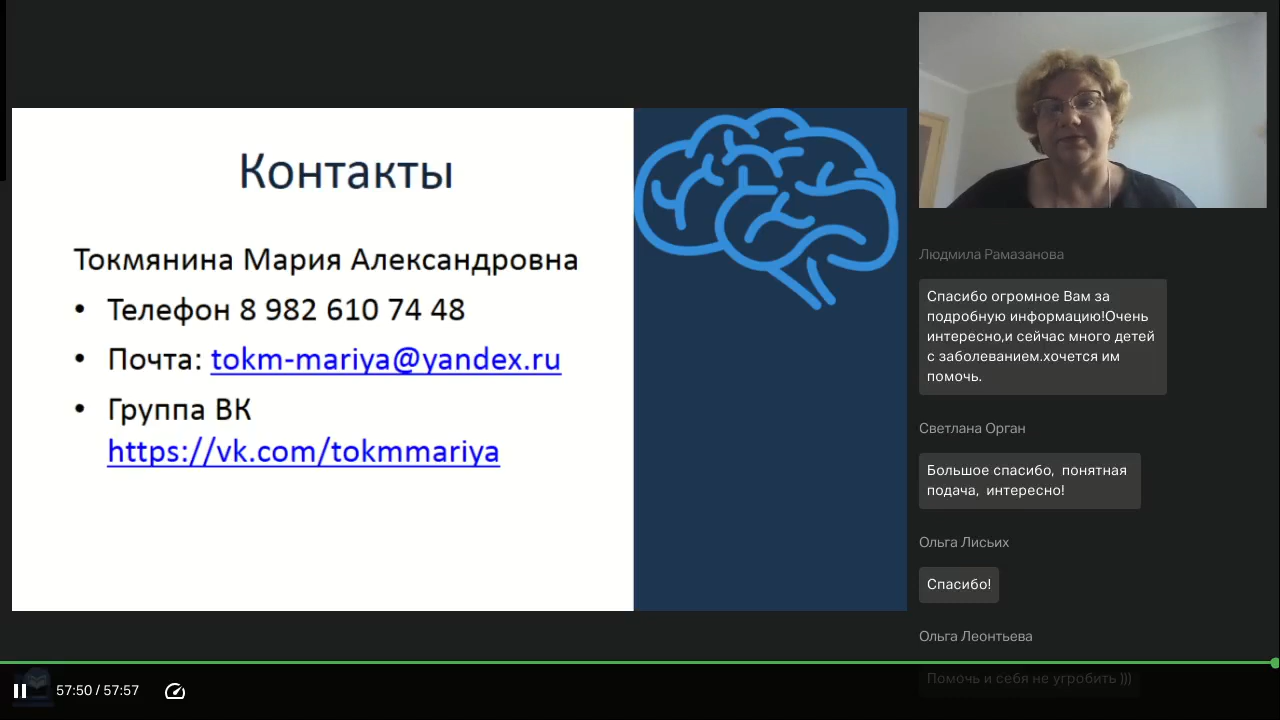 Контакты
Токмянина Мария Александровна
• Телефон 8 982 610 74 48
• Почта: tokm-mariya@yandex.ru
• Группа ВК
https://vk.com/tokmmariya
Людмила Рамазанова
Спасибо огромное Вам за
подробную информацию!Очень
интересно,и сейчас много детей
с заболеванием.хочется им
помочь.
Светлана Орган
Большое спасибо, понятная
подача, интересно!
Ольга Лисьих
Спасибо!
Ольга Леонтьева
Помочь и себя не угробить )))
57:50 / 57:57